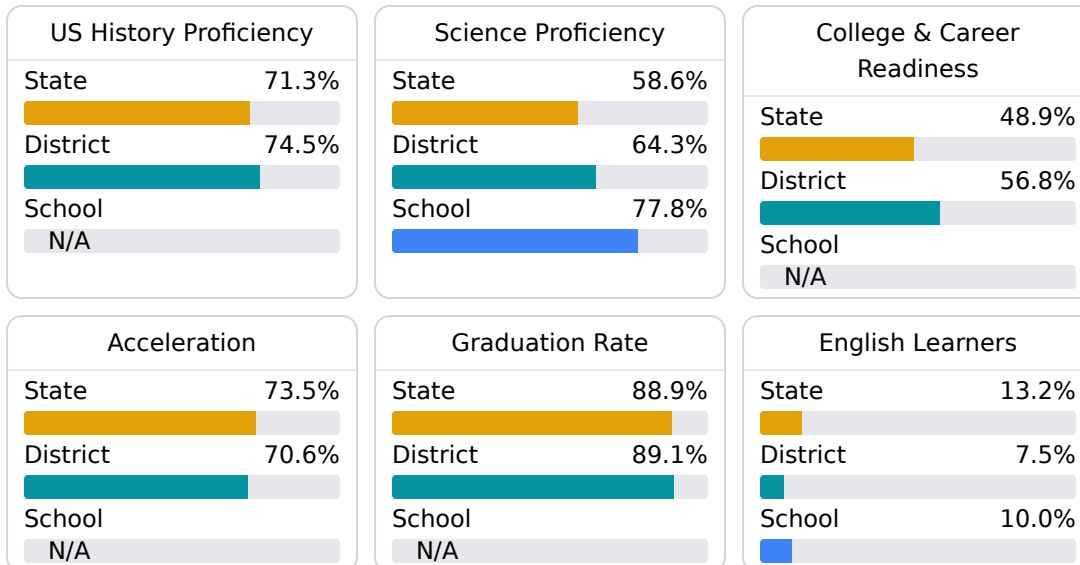 US History Proficiency
State 71.3%
District 74.5%
School
N/A
Science Proficiency
State 58.6%
District 64.3%
School 77.8%
College & Career
Readiness
State 48.9%
District 56.8%
School
N/A
Acceleration
State 73.5%
District 70.6%
School
N/A
Graduation Rate
State 88.9%
District 89.1%
School
N/A
English Learners
State 13.2%
District 7.5%
School 10.0%